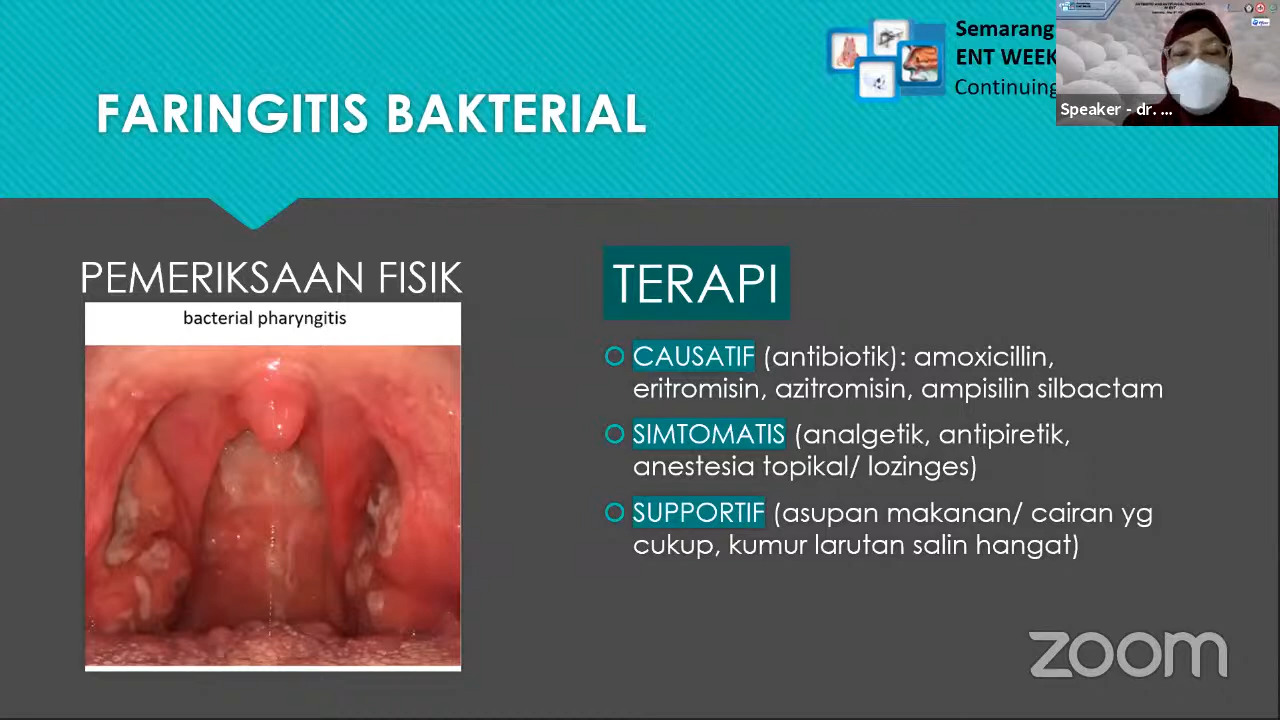 Semarang
ENT WEEK
Continuing
Speaker - dr. ...
FARINGITIS BAKTERIAL
PEMERIKSAAN FISIK
bacterial pharyngitis
TERAPI
CAUSATIF (antibiotik): amoxicillin,
eritromisin, azitromisin, ampisilin silbactam
SIMTOMATIS (analgetik, antipiretik,
anestesia topikal/ lozinges)
SUPPORTIF (asupan makanan/ cairan yg
cukup, kumur larutan salin hangat)
zoom